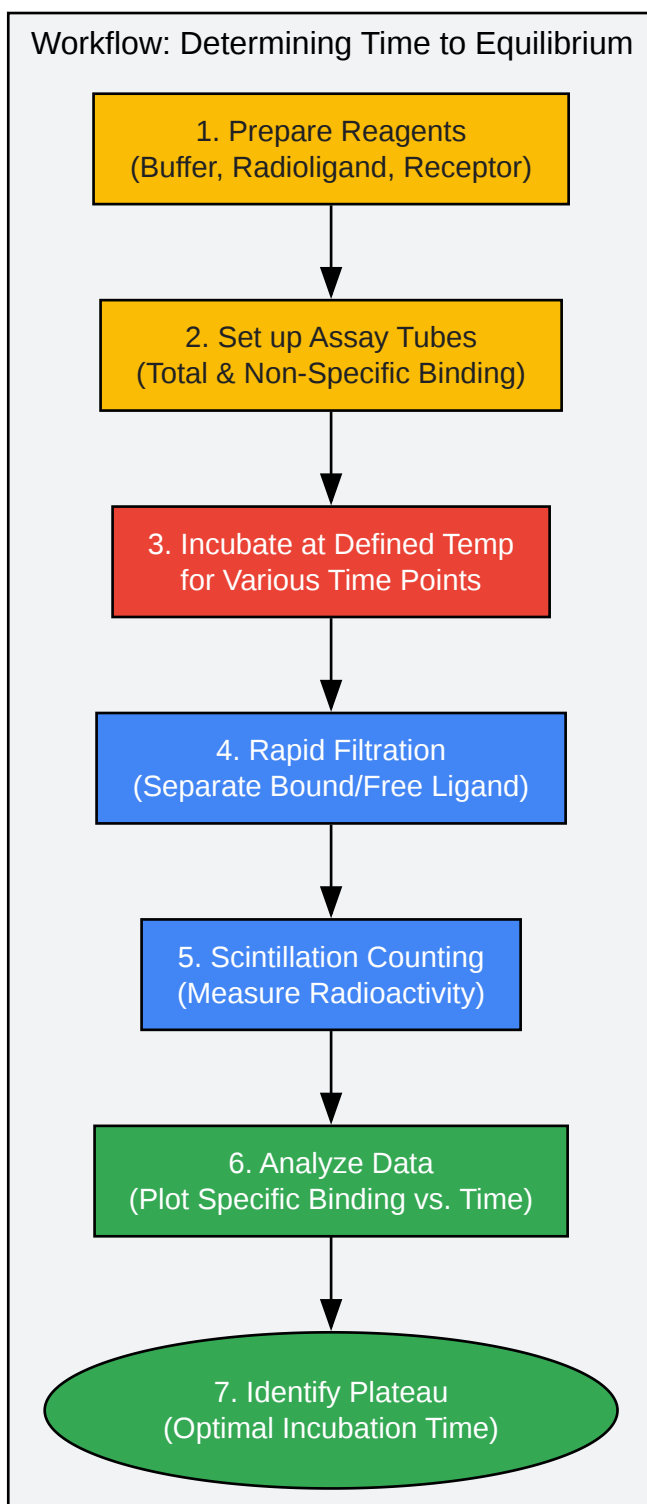 Workflow: Determining Time to Equilibrium
1. Prepare Reagents
(Buffer, Radioligand, Receptor)
2. Set up Assay Tubes
(Total & Non-Specific Binding)
3. Incubate at Defined Temp
for Various Time Points
4. Rapid Filtration
(Separate Bound/Free Ligand)
5. Scintillation Counting
(Measure Radioactivity)
6. Analyze Data
(Plot Specific Binding vs. Time)
7. Identify Plateau
(Optimal Incubation Time)